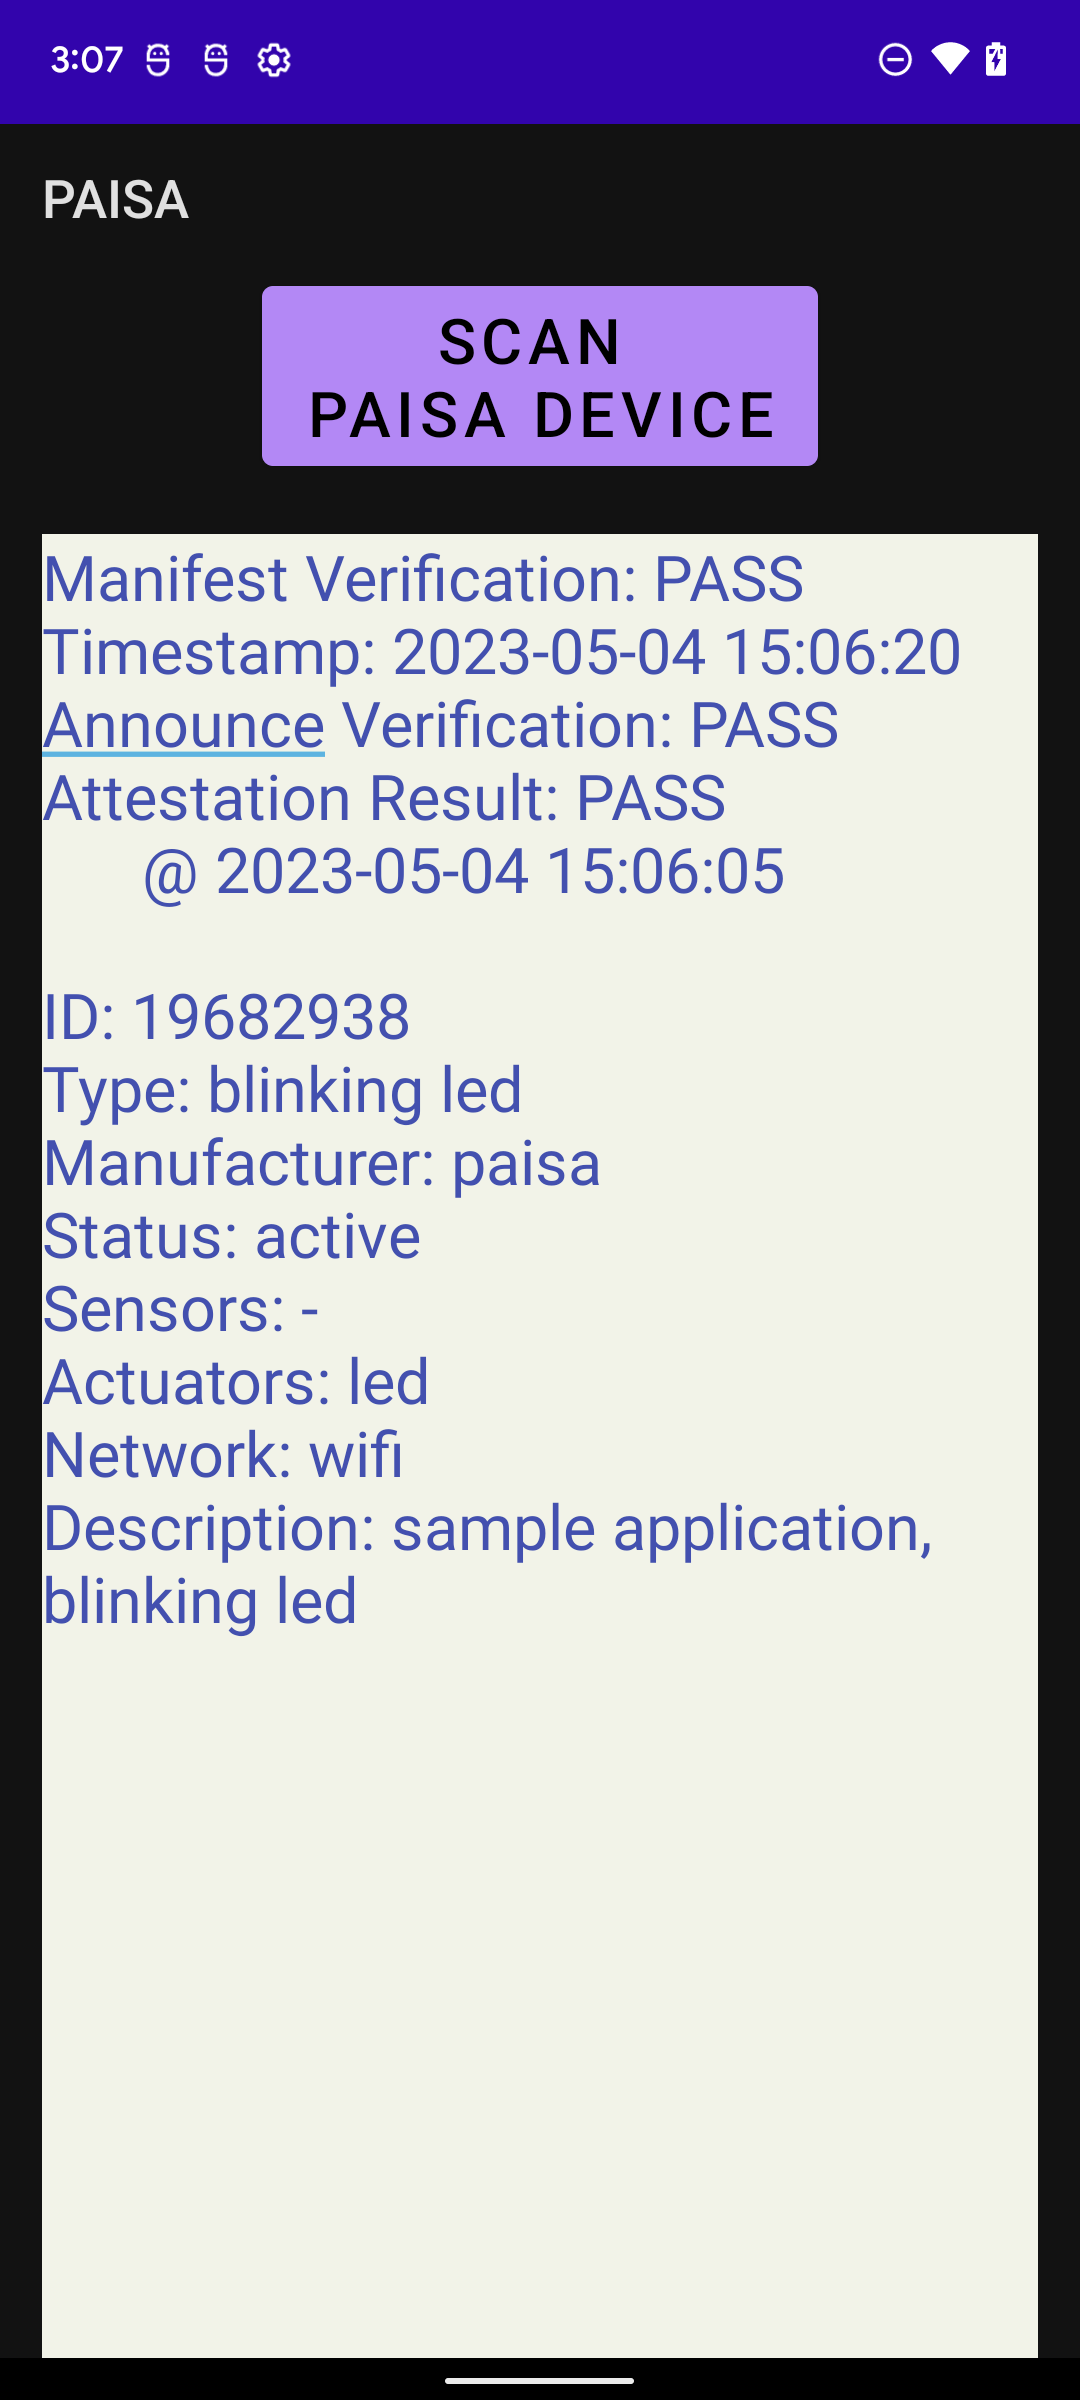 3:07
PAISA
SCAN
PAISA DEVICE
Manifest Verification: PASS
Timestamp: 2023-05-04 15:06:20
Announce Verification: PASS
Attestation Result: PASS
@ 2023-05-04 15:06:05
ID: 19682938
Type: blinking led
Manufacturer: paisa
Status: active
Sensors: -
Actuators: led
Network: wifi
Description: sample application,
blinking led